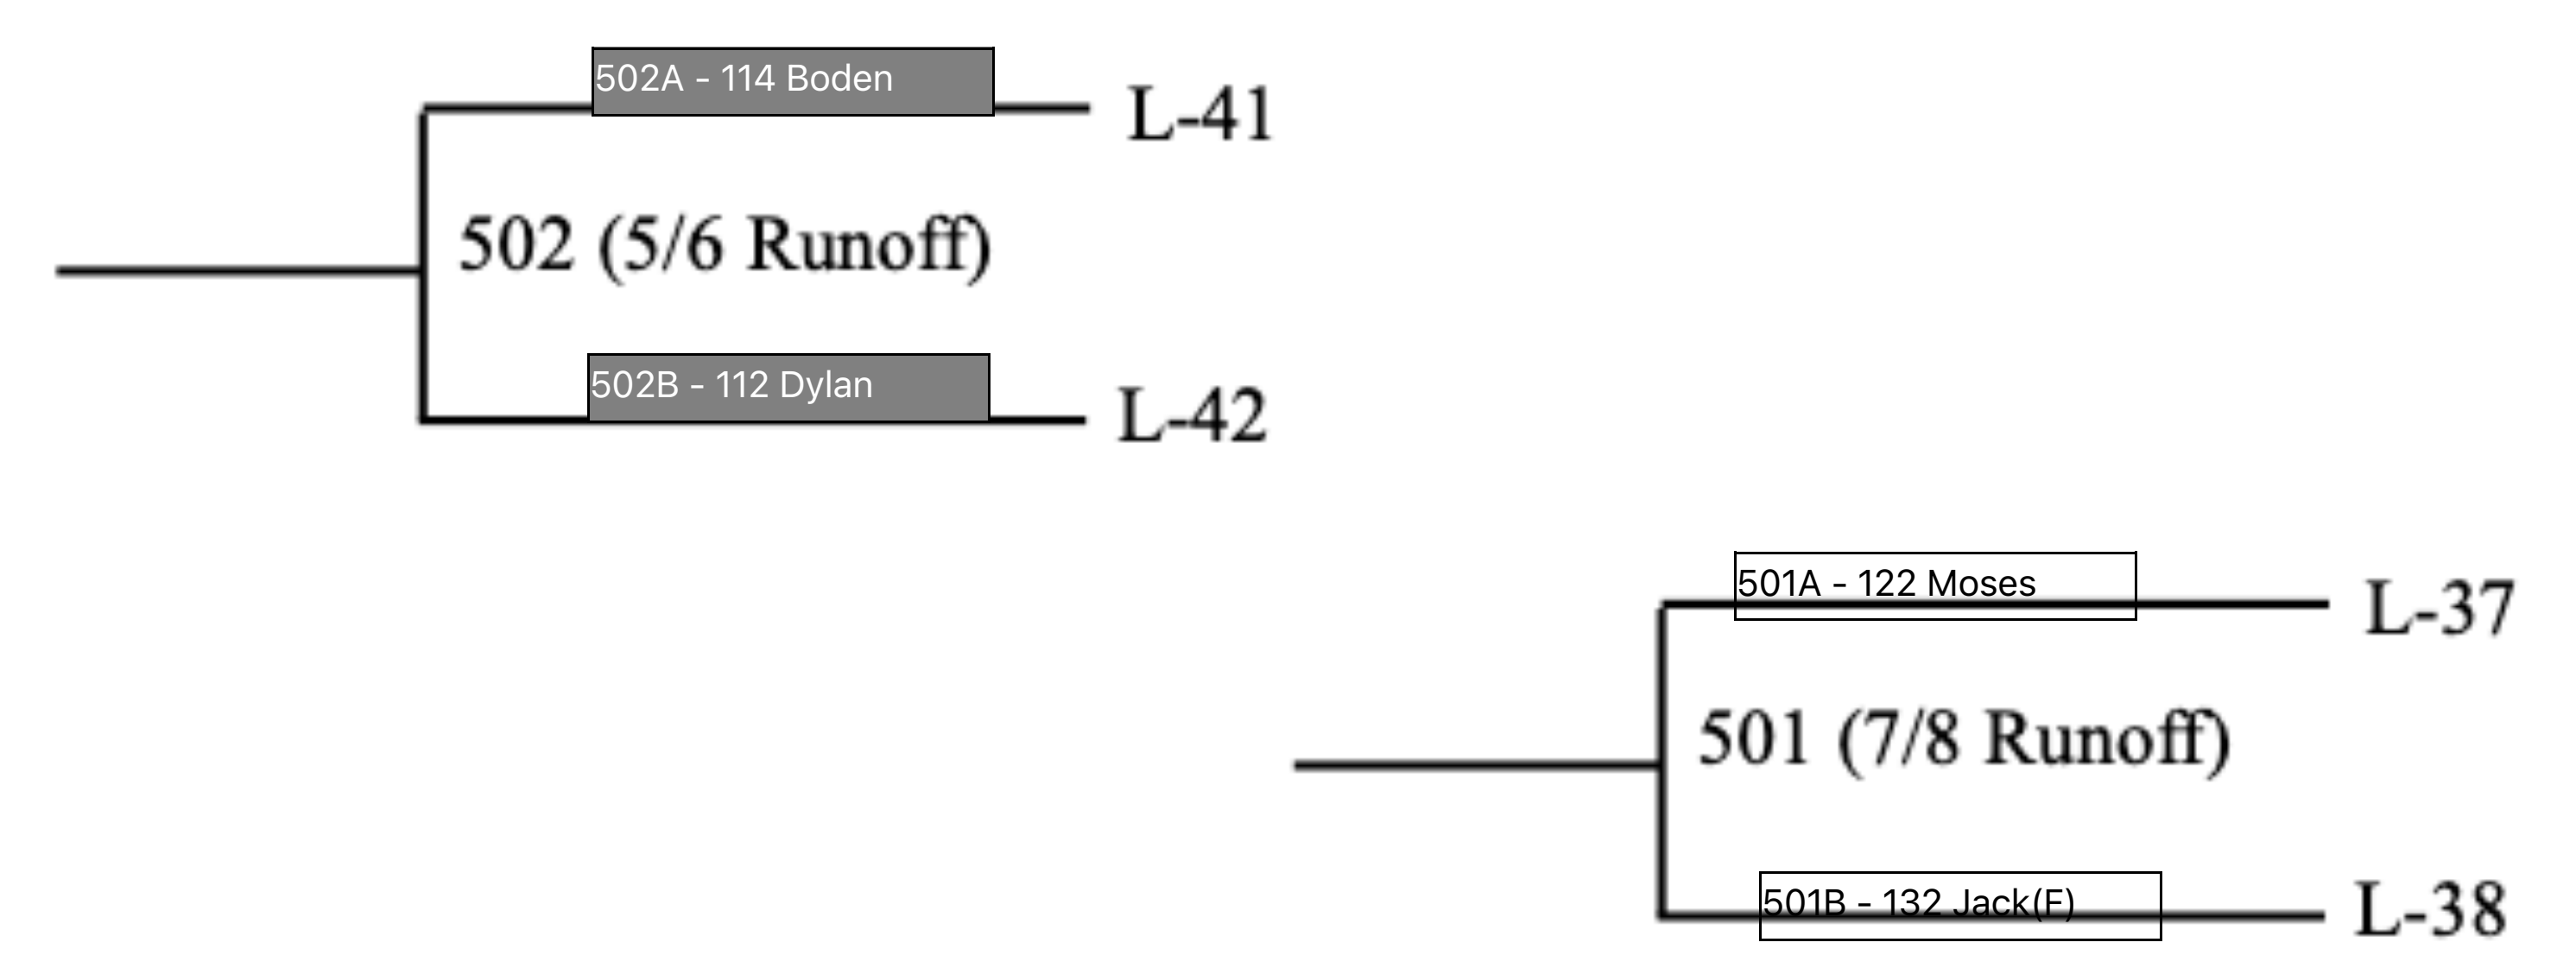 502A - 114 Boden
L-41
502 (5/6 Runoff)
502B - 112 Dylan
L-42
501A - 122 Moses
L-37
501 (7/8 Runoff)
501B - 132 Jack(F)
L-38